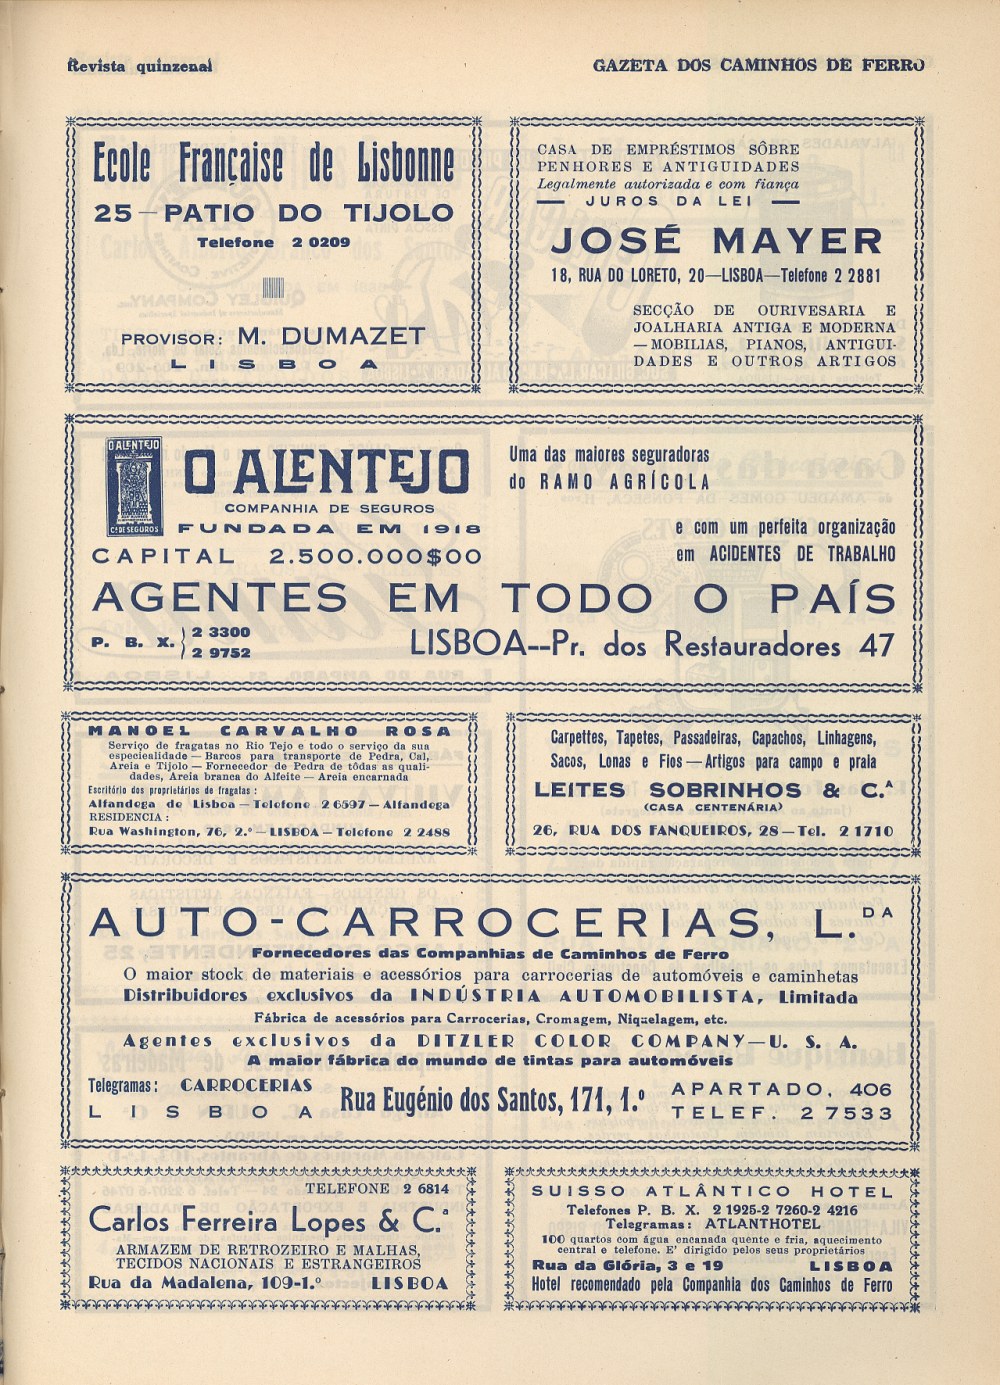 Revista quinzenal
GAZETA DOS CAMINHOS DE FERRO
Ecole Française de Lisbonne
25 — PATIO DO TIJOLO
Telefone 2 0209
PROVISOR: M. DUMAZET
LISBOA
CASA DE EMPRÉSTIMOS SÔBRE
PENHORES E ANTIGUIDADES
Legalmente autorizada e com fiança
— JUROS DA LEI —
JOSÉ MAYER
18, RUA DO LORETO, 20—LISBOA—Telefone 2 2881
SECÇÃO DE OURIVESARIA E
JOALHARIA ANTIGA E MODERNA
— MOBILIAS, PIANOS, ANTIGUI-
DADES E OUTROS ARTIGOS
O ALENTEJO
Cª DE SEGUROS
O ALENTEJO
COMPANHIA DE SEGUROS
FUNDADA EM 1918
CAPITAL 2.500.000$00
Uma das maiores seguradoras
do RAMO AGRÍCOLA
e com um perfeita organização
em ACIDENTES DE TRABALHO
AGENTES EM TODO O PAÍS
P. B. X. 2 3300
2 9752
LISBOA--Pr. dos Restauradores 47
MANOEL CARVALHO ROSA
Serviço de fragatas no Rio Tejo e todo o serviço da sua
especiealidade — Barcos para transporte de Pedra, Cal,
Areia e Tijolo — Fornecedor de Pedra de tôdas as quali-
dades, Areia branca do Alfeite — Areia encarnada
Escritório dos proprietários de fragatas :
Alfandega de Lisboa — Telefone 2 6597 — Alfandega
RESIDENCIA :
Rua Washington, 76, 2.º — LISBOA — Telefone 2 2488
Carpettes, Tapetes, Passadeiras, Capachos, Linhagens,
Sacos, Lonas e Fios — Artigos para campo e praia
LEITES SOBRINHOS & C.ᴬ
(CASA CENTENÁRIA)
26, RUA DOS FANQUEIROS, 28 — Tel. 2 1710
AUTO-CARROCERIAS, L.DA
Fornecedores das Companhias de Caminhos de Ferro
O maior stock de materiais e acessórios para carrocerias de automóveis e caminhetas
Distribuidores exclusivos da INDÚSTRIA AUTOMOBILISTA, Limitada
Fábrica de acessórios para Carrocerias, Cromagem, Niquelagem, etc.
Agentes exclusivos da DITZLER COLOR COMPANY—U. S. A.
A maior fábrica do mundo de tintas para automóveis
Telegramas: CARROCERIAS
LISBOA
Rua Eugénio dos Santos, 171, 1.º
APARTADO, 406
TELEF. 2 7533
TELEFONE 2 6814
Carlos Ferreira Lopes & C.ª
ARMAZEM DE RETROZEIRO E MALHAS,
TECIDOS NACIONAIS E ESTRANGEIROS
Rua da Madalena, 109-1.º LISBOA
SUISSO ATLÂNTICO HOTEL
Telefones P. B. X. 2 1925-2 7260-2 4216
Telegramas: ATLANTHOTEL
100 quartos com água encanada quente e fria, aquecimento
central e telefone. E' dirigido pelos seus proprietários
Rua da Glória, 3 e 19 LISBOA
Hotel recomendado pela Companhia dos Caminhos de Ferro